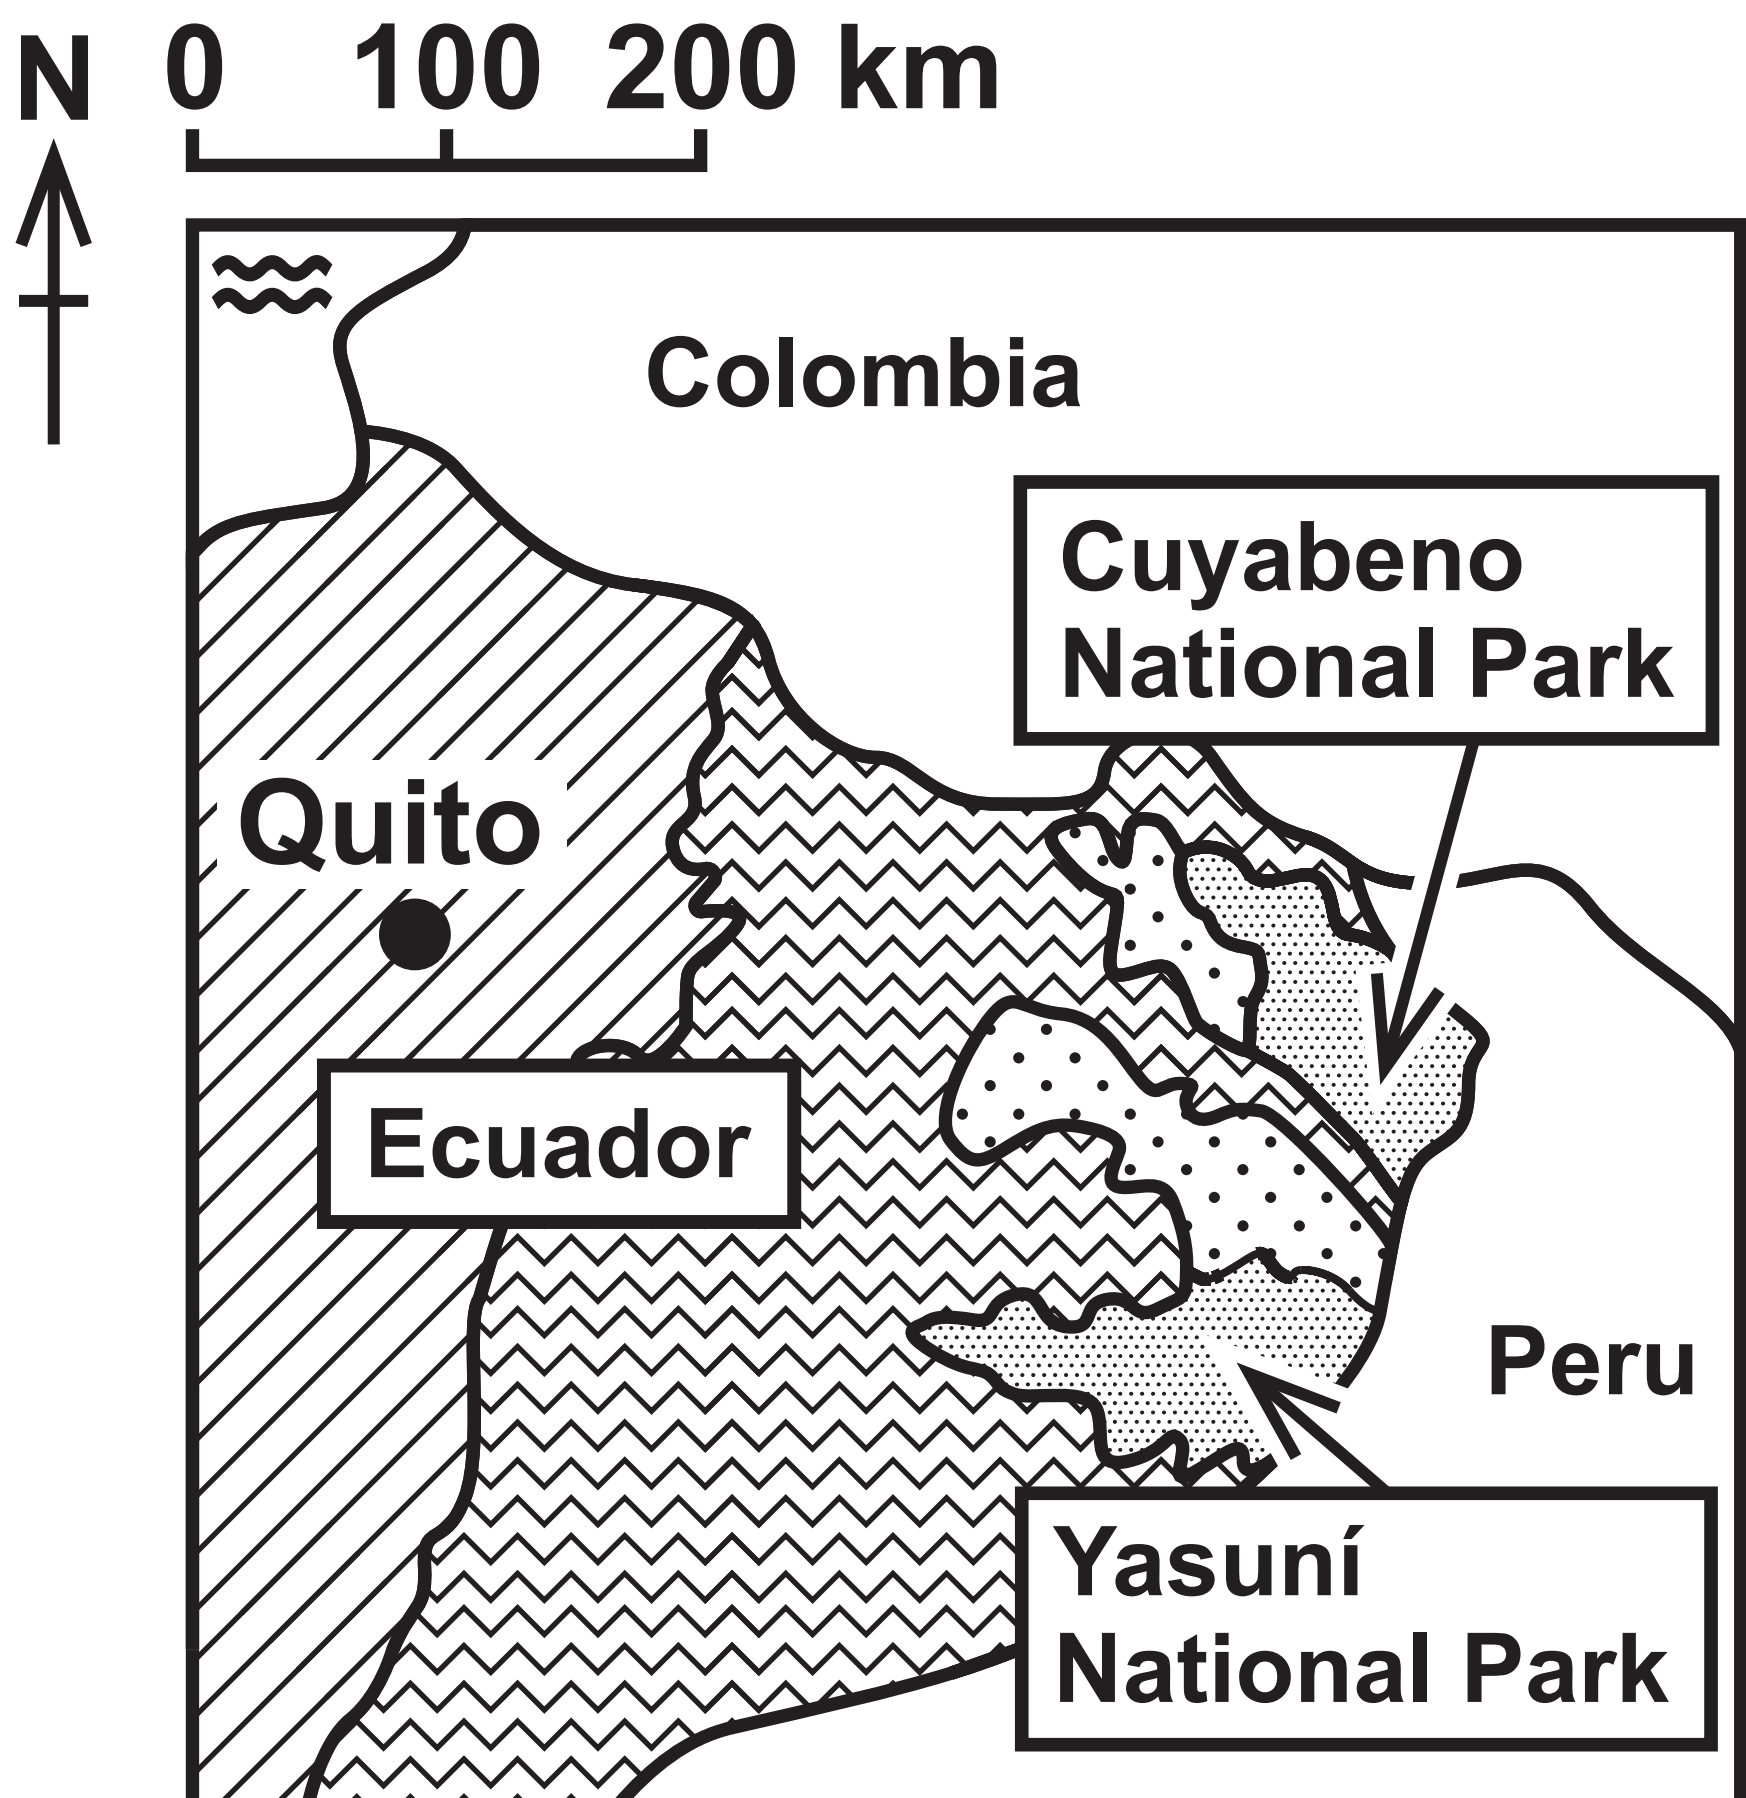 N 0 100 200 km
Colombia
Cuyabeno
National Park
Quito
Ecuador
Peru
Yasuní
National Park